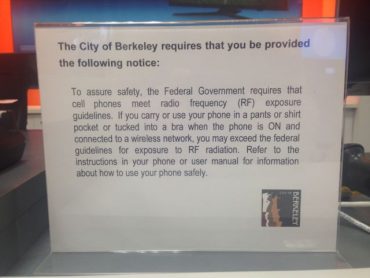 The City of Berkeley requires that you be provided
the following notice:
To assure safety, the Federal Government requires that
cell phones meet radio frequency (RF) exposure
guidelines. If you carry or use your phone in a pants or shirt
pocket or tucked into a bra when the phone is ON and
connected to a wireless network, you may exceed the federal
guidelines for exposure to RF radiation. Refer to the
instructions in your phone or user manual for information
about how to use your phone safely.
BERKELEY